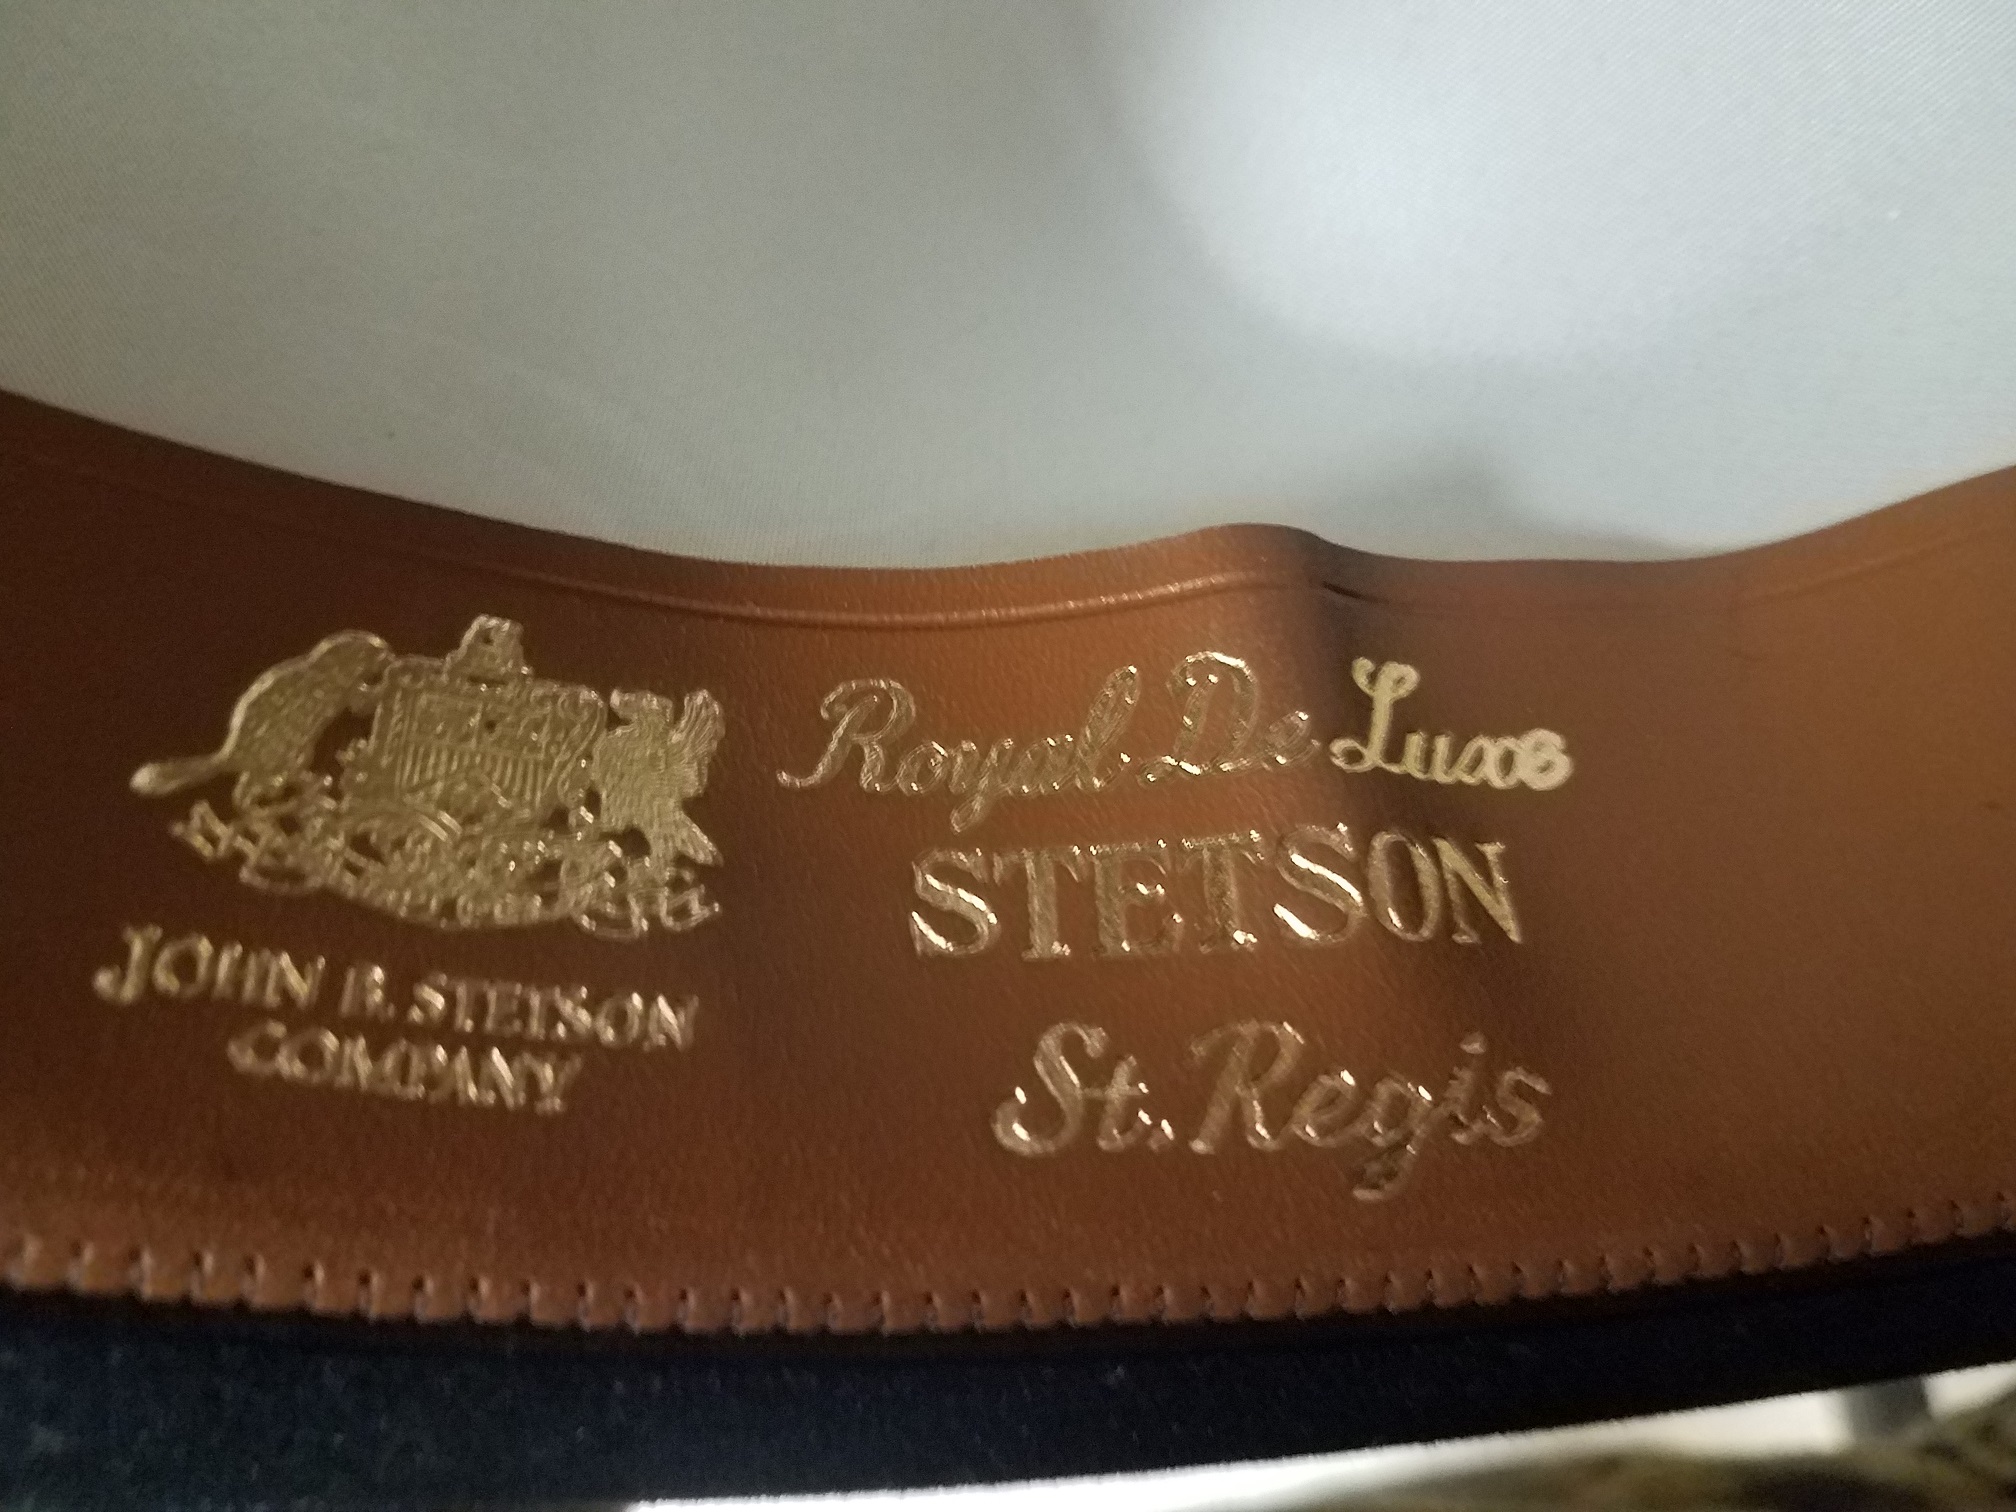 JOHN B. STETSON
COMPANY
Royal De Luxe
STETSON
St. Regis